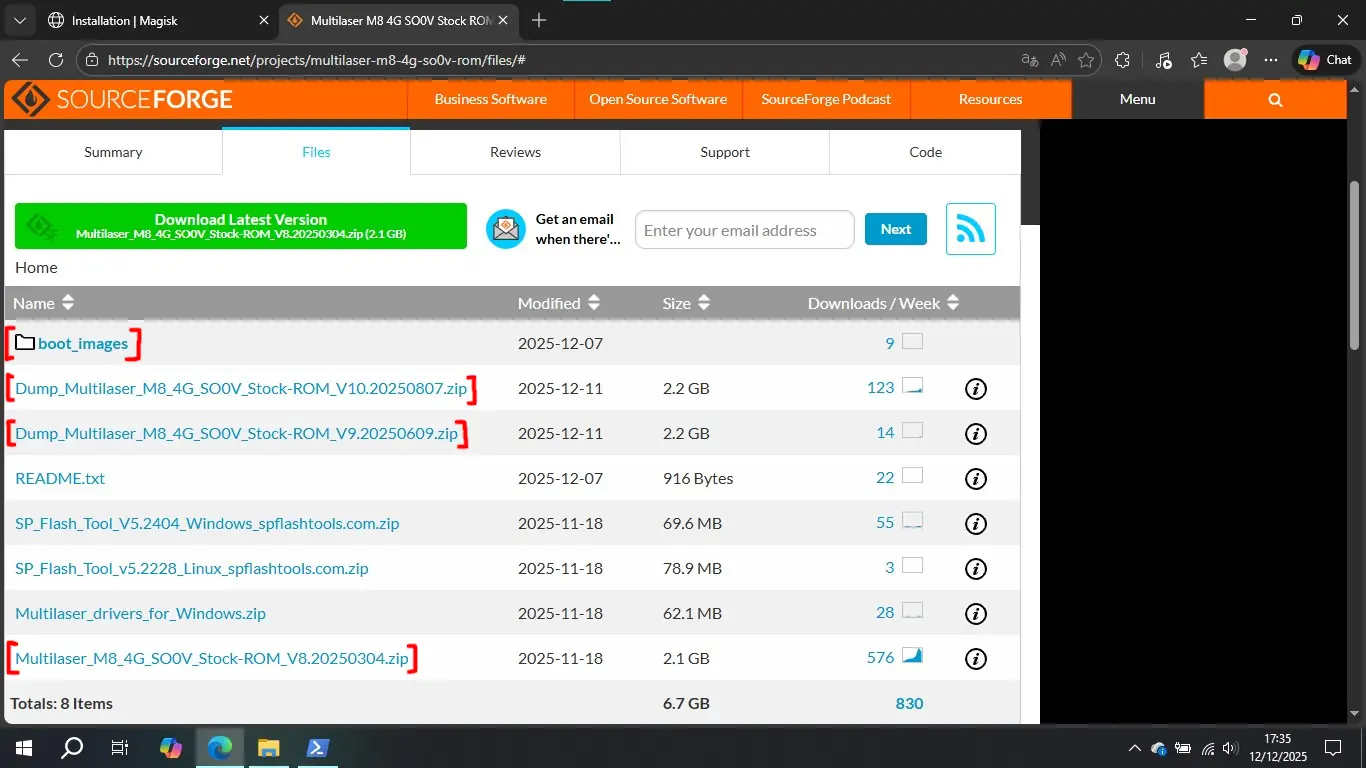 Installation | Magisk
Multilaser M8 4G SO0V Stock ROM
https://sourceforge.net/projects/multilaser-m8-4g-so0v-rom/files/#
Chat
SOURCEFORGE
Business Software
Open Source Software
SourceForge Podcast
Resources
Menu
Summary
Files
Reviews
Support
Code
Download Latest Version
Multilaser_M8_4G_SO0V_Stock-ROM_V8.20250304.zip (2.1 GB)
Get an email
when there'...
Enter your email address
Next
Home
Name Modified Size Downloads / Week
boot_images 2025-12-07 9
Dump_Multilaser_M8_4G_SO0V_Stock-ROM_V10.20250807.zip 2025-12-11 2.2 GB 123
Dump_Multilaser_M8_4G_SO0V_Stock-ROM_V9.20250609.zip 2025-12-11 2.2 GB 14
README.txt 2025-12-07 916 Bytes 22
SP_Flash_Tool_V5.2404_Windows_spflashtools.com.zip 2025-11-18 69.6 MB 55
SP_Flash_Tool_v5.2228_Linux_spflashtools.com.zip 2025-11-18 78.9 MB 3
Multilaser_drivers_for_Windows.zip 2025-11-18 62.1 MB 28
Multilaser_M8_4G_SO0V_Stock-ROM_V8.20250304.zip 2025-11-18 2.1 GB 576
Totals: 8 Items 6.7 GB 830
17:35
12/12/2025